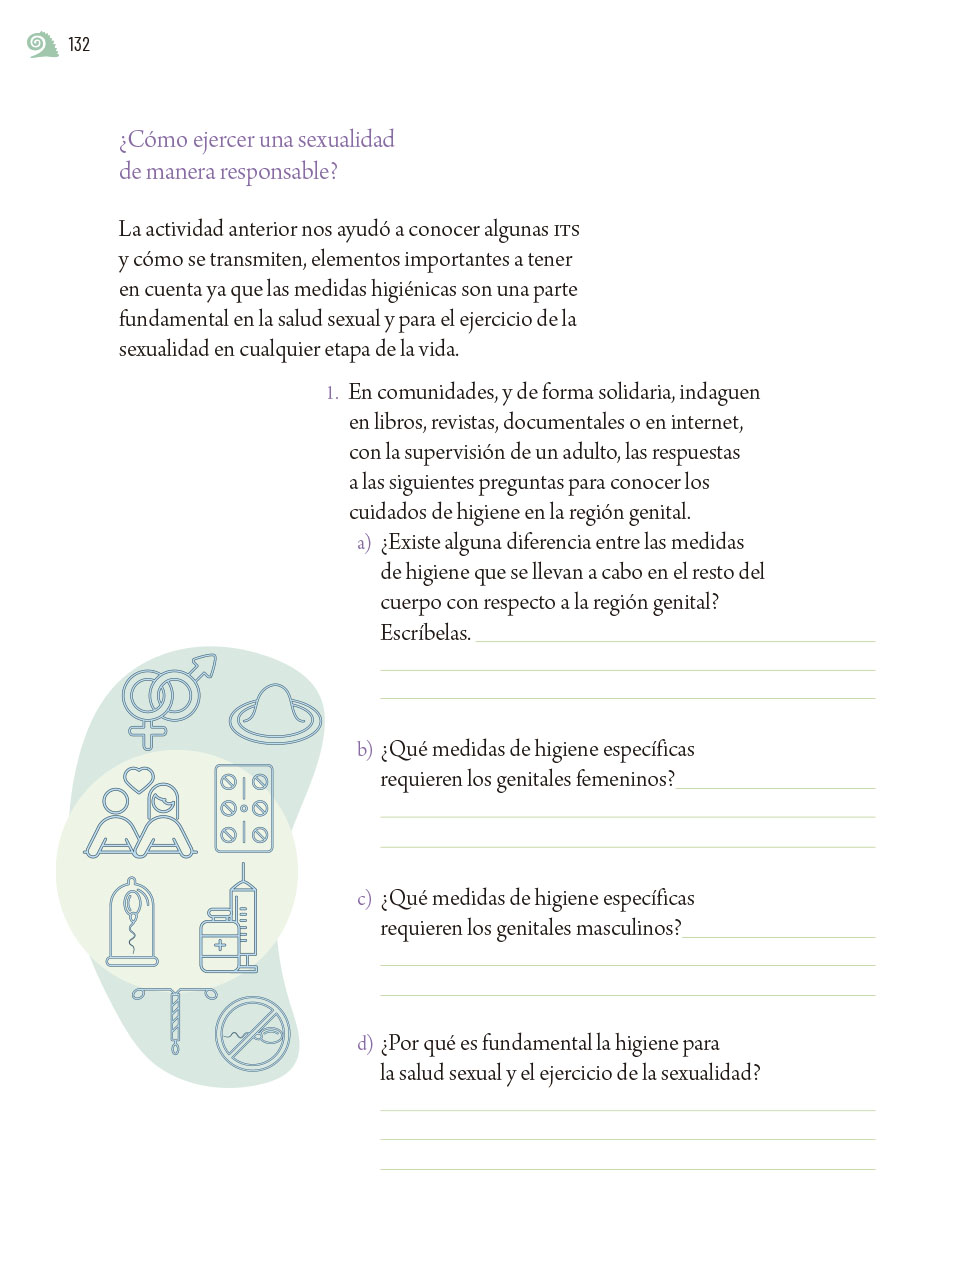 132
¿Cómo ejercer una sexualidad
de manera responsable?
La actividad anterior nos ayudó a conocer algunas ITS
y cómo se transmiten, elementos importantes a tener
en cuenta ya que las medidas higiénicas son una parte
fundamental en la salud sexual y para el ejercicio de la
sexualidad en cualquier etapa de la vida.
1. En comunidades, y de forma solidaria, indaguen
en libros, revistas, documentales o en internet,
con la supervisión de un adulto, las respuestas
a las siguientes preguntas para conocer los
cuidados de higiene en la región genital.
a) ¿Existe alguna diferencia entre las medidas
de higiene que se llevan a cabo en el resto del
cuerpo con respecto a la región genital?
Escríbelas.
b) ¿Qué medidas de higiene específicas
requieren los genitales femeninos?
c) ¿Qué medidas de higiene específicas
requieren los genitales masculinos?
d) ¿Por qué es fundamental la higiene para
la salud sexual y el ejercicio de la sexualidad?